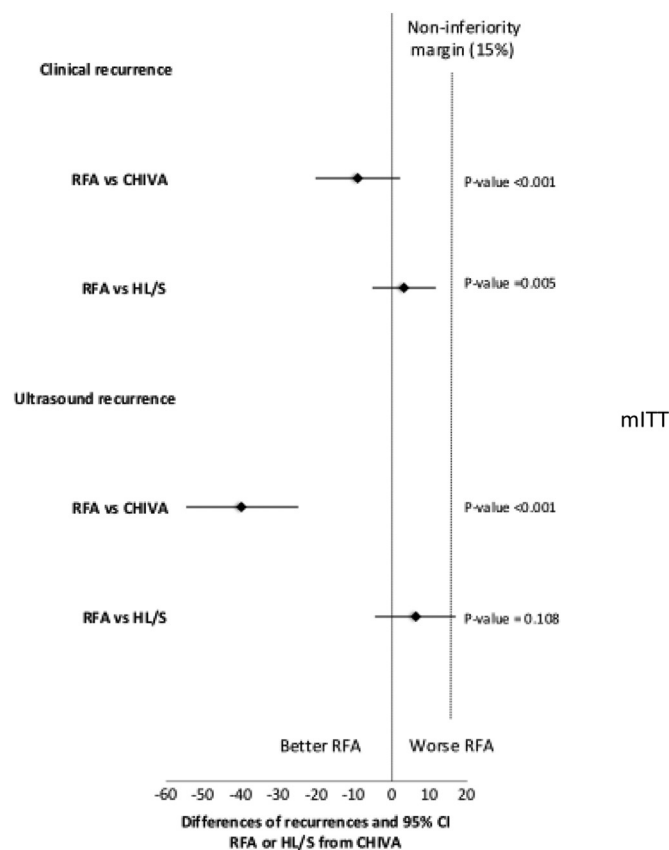 Non-inferiority
margin (15%)
Clinical recurrence
RFA vs CHIVA
P-value <0.001
RFA vs HL/S
P-value =0.005
Ultrasound recurrence
mITT
RFA vs CHIVA
P-value <0.001
RFA vs HL/S
P-value = 0.108
Better RFA
Worse RFA
-60 -50 -40 -30 -20 -10 0 10 20
Differences of recurrences and 95% CI
RFA or HL/S from CHIVA